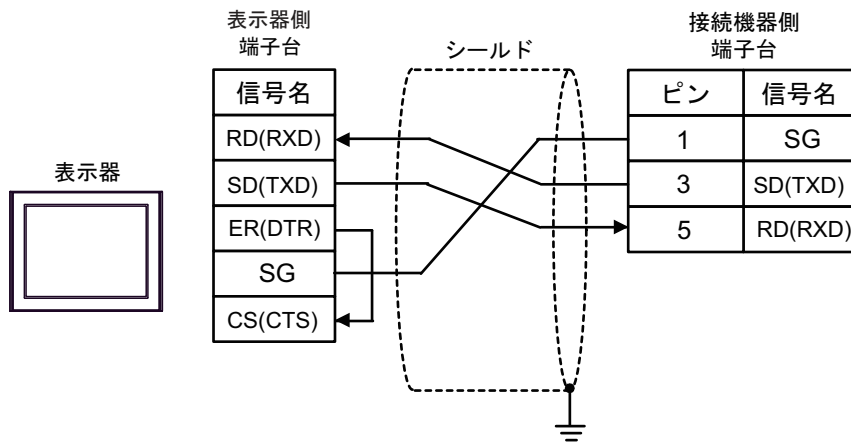 表示器側
端子台
信号名
RD(RXD)
SD(TXD)
ER(DTR)
SG
CS(CTS)
表示器
シールド
接続機器側
端子台
ピン 信号名
1 SG
3 SD(TXD)
5 RD(RXD)